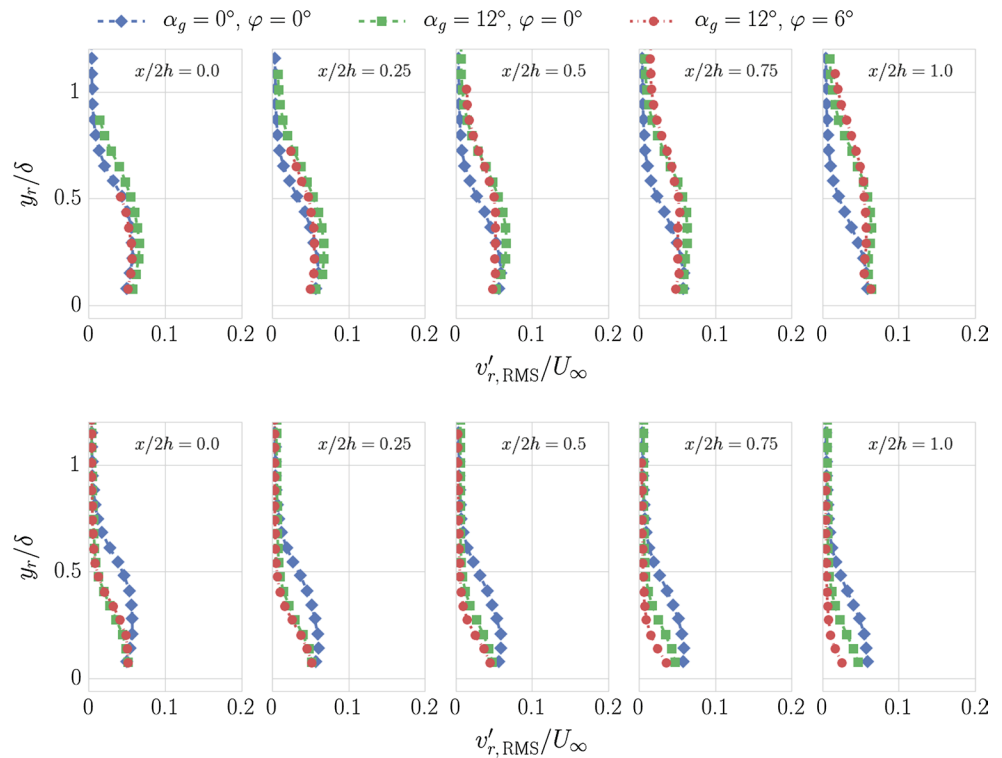 α_g = 0°, φ = 0° α_g = 12°, φ = 0° α_g = 12°, φ = 6°
x/2h = 0.0 x/2h = 0.25 x/2h = 0.5 x/2h = 0.75 x/2h = 1.0
1
y_r/δ
0.5
0
0 0.1 0.2 0 0.1 0.2 0 0.1 0.2 0 0.1 0.2 0 0.1 0.2
v′_{r,RMS}/U_∞
x/2h = 0.0 x/2h = 0.25 x/2h = 0.5 x/2h = 0.75 x/2h = 1.0
1
y_r/δ
0.5
0
0 0.1 0.2 0 0.1 0.2 0 0.1 0.2 0 0.1 0.2 0 0.1 0.2
v′_{r,RMS}/U_∞